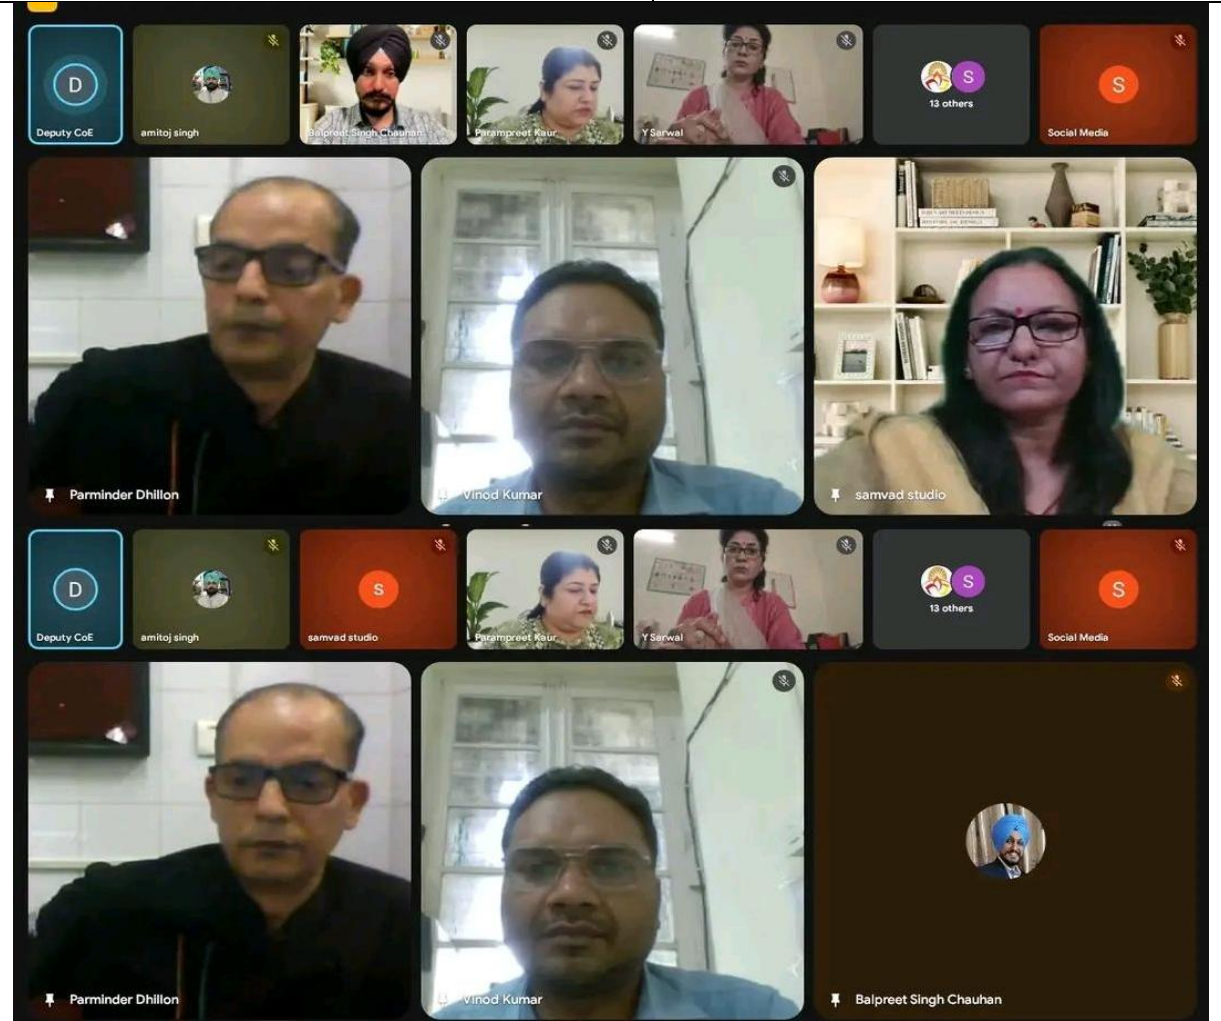 D
Deputy CoE
amitoj singh
Balpreet Singh Chauhan
Parampreet Kaur
Y Sarwal
S
13 others
S
Social Media
Parminder Dhillon
Vinod Kumar
samvad studio
D
Deputy CoE
amitoj singh
S
samvad studio
Parampreet Kaur
Y Sarwal
S
13 others
S
Social Media
Parminder Dhillon
Vinod Kumar
Balpreet Singh Chauhan